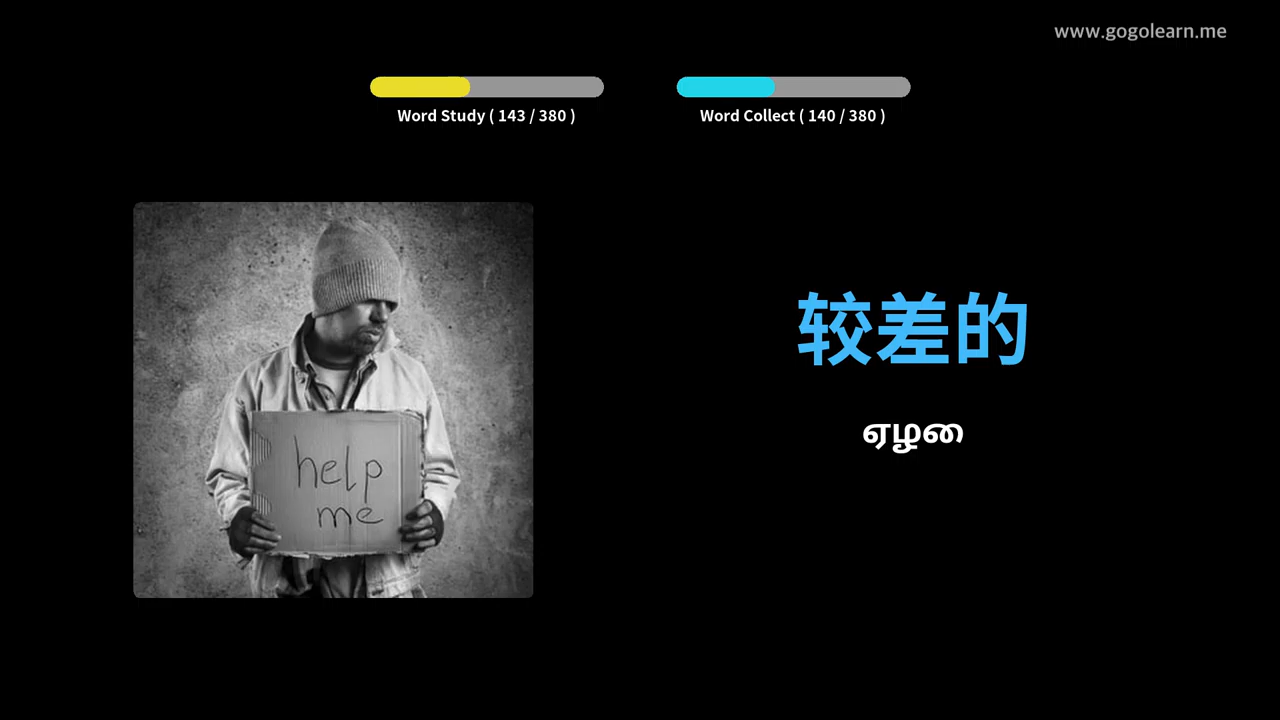 www.gogolearn.me
Word Study ( 143 / 380 )
Word Collect ( 140 / 380 )
help
me
较差的
ஏழை